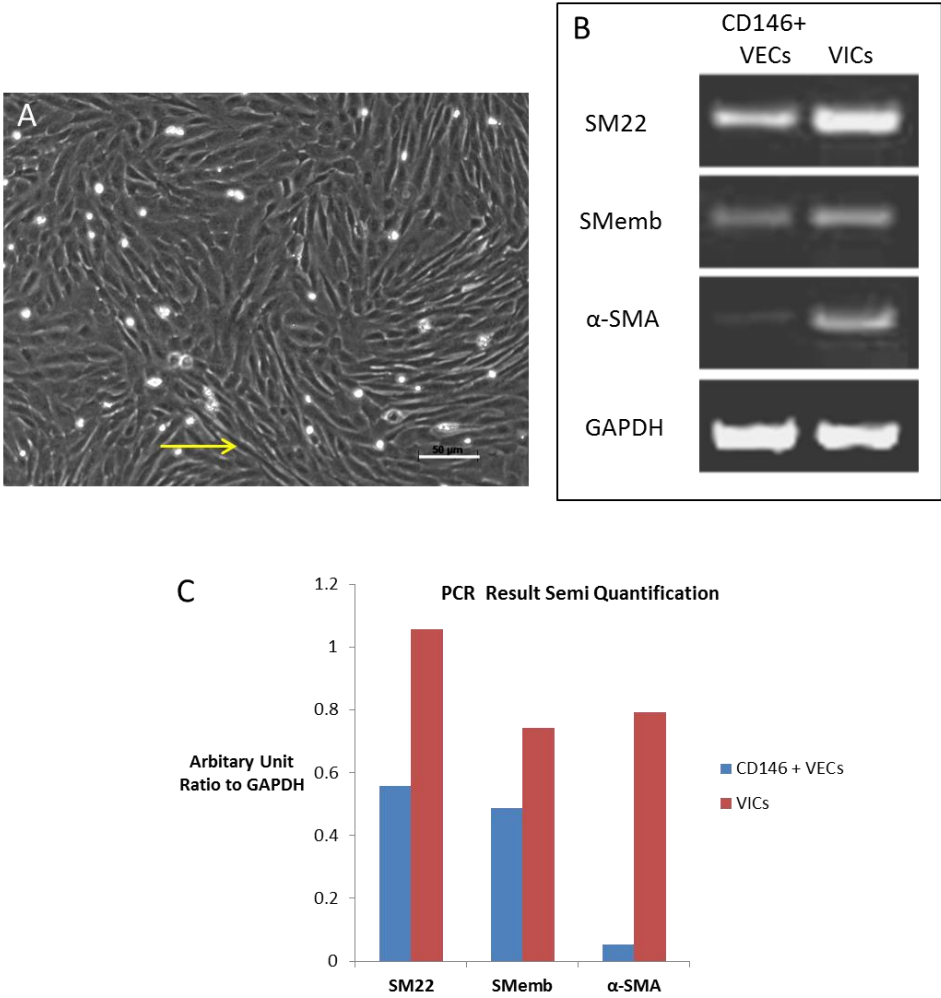 A
50 µm
B
CD146+
VECs VICs
SM22
SMemb
α-SMA
GAPDH
C
PCR Result Semi Quantification
1.2
1
0.8
0.6
0.4
0.2
0
Arbitary Unit
Ratio to GAPDH
SM22 SMemb α-SMA
CD146 + VECs
VICs